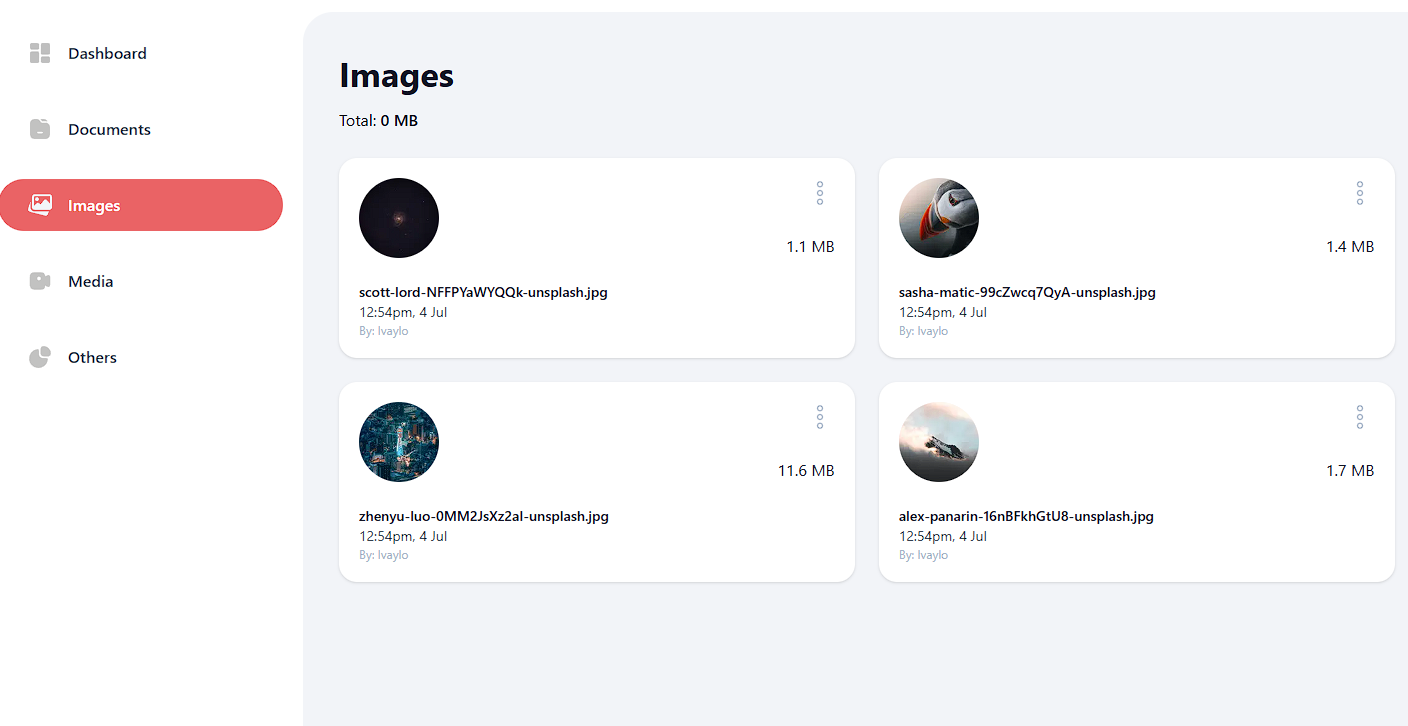 Dashboard
Documents
Images
Media
Others
Images
Total: 0 MB
1.1 MB
scott-lord-NFFPYaWYQQk-unsplash.jpg
12:54pm, 4 Jul
By: Ivaylo
1.4 MB
sasha-matic-99cZwcq7QyA-unsplash.jpg
12:54pm, 4 Jul
By: Ivaylo
11.6 MB
zhenyu-luo-0MM2JsXz2aI-unsplash.jpg
12:54pm, 4 Jul
By: Ivaylo
1.7 MB
alex-panarin-16nBFkhGtU8-unsplash.jpg
12:54pm, 4 Jul
By: Ivaylo